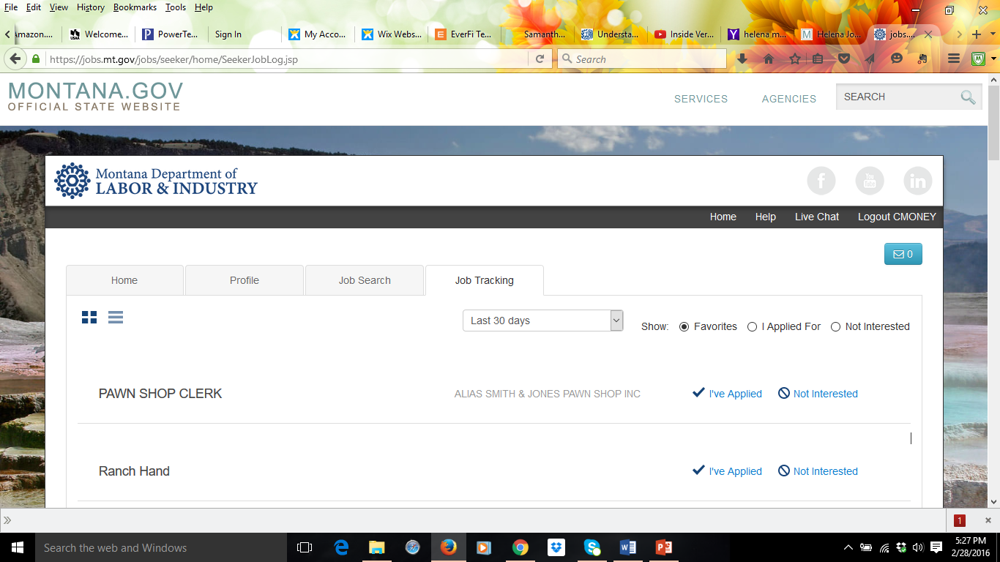 File Edit View History Bookmarks Tools Help
Amazon.... Welcome... PowerTe... Sign In My Acco... Wix Webs... EverFi Te... Samanth... Understa... Inside Ver... helena m... Helena Jo... jobs....
https://jobs.mt.gov/jobs/seeker/home/SeekerJobLog.jsp Search
MONTANA.GOV
OFFICIAL STATE WEBSITE
SERVICES AGENCIES SEARCH
Montana Department of
LABOR & INDUSTRY
f You Tube in
Home Help Live Chat Logout CMONEY
0
Home Profile Job Search Job Tracking
Last 30 days Show: Favorites I Applied For Not Interested
PAWN SHOP CLERK ALIAS SMITH & JONES PAWN SHOP INC I've Applied Not Interested
Ranch Hand I've Applied Not Interested
1
Search the web and Windows
5:27 PM
2/28/2016